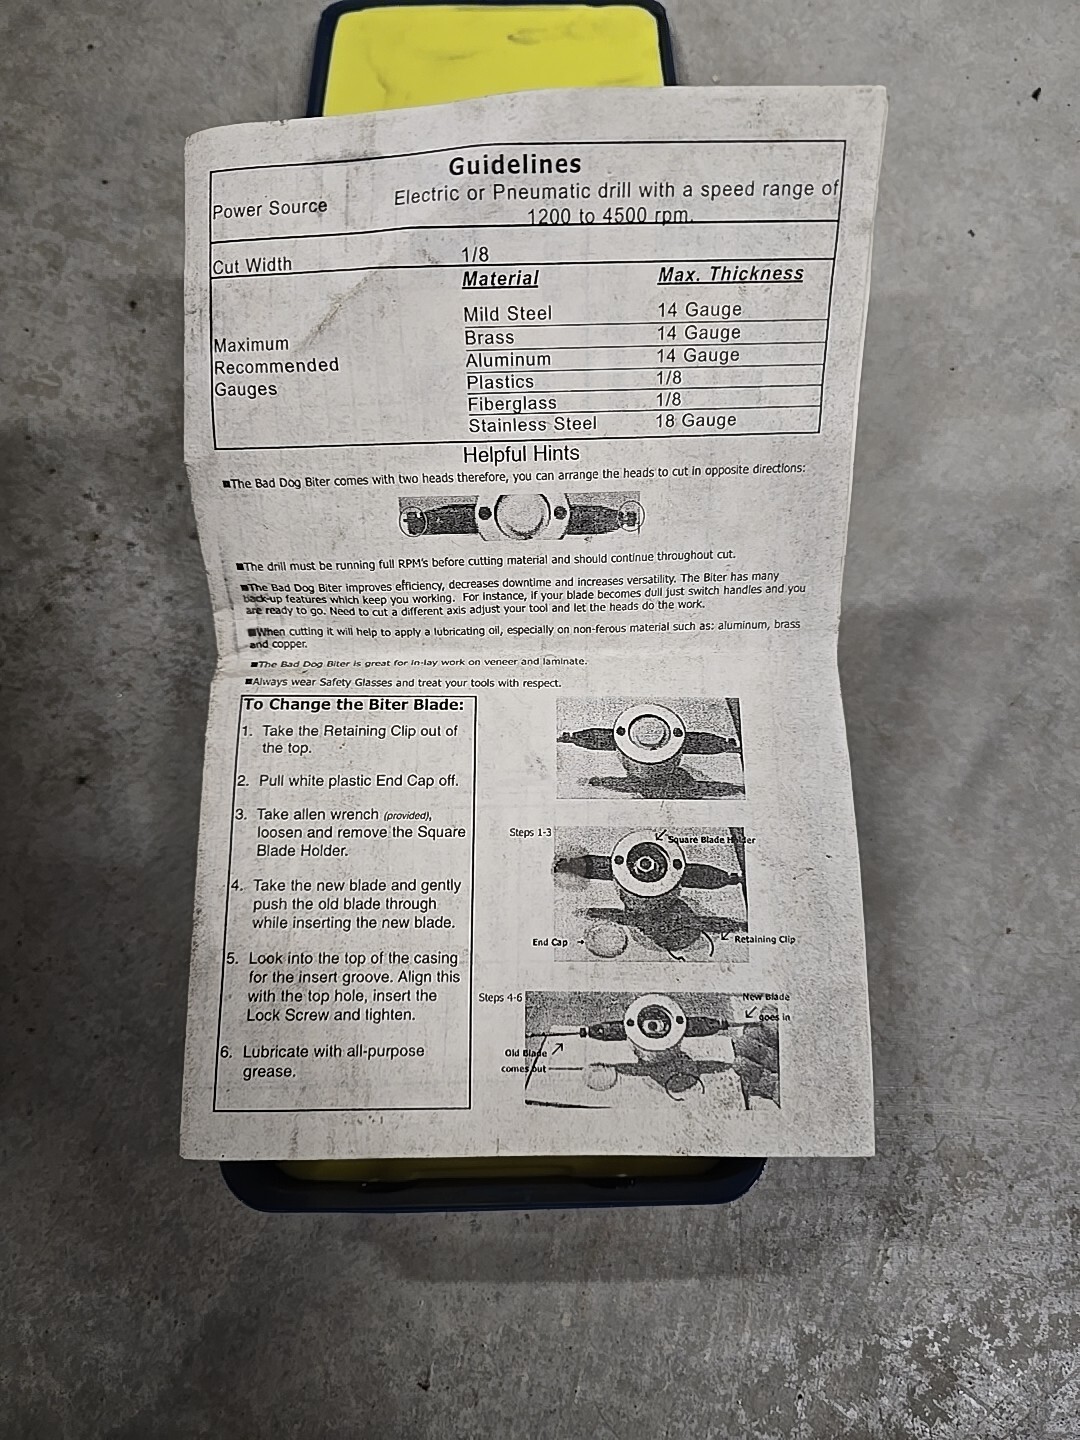 Guidelines
Power Source
Electric or Pneumatic drill with a speed range of
1200 to 4500 rpm.
Cut Width
1/8
Material Max. Thickness
Maximum
Recommended
Gauges
Mild Steel 14 Gauge
Brass 14 Gauge
Aluminum 14 Gauge
Plastics 1/8
Fiberglass 1/8
Stainless Steel 18 Gauge
Helpful Hints
■The Bad Dog Biter comes with two heads therefore, you can arrange the heads to cut in opposite directions:
■The drill must be running full RPM's before cutting material and should continue throughout cut.
■The Bad Dog Biter improves efficiency, decreases downtime and increases versatility. The Biter has many
back-up features which keep you working. For instance, if your blade becomes dull just switch handles and you
are ready to go. Need to cut a different axis adjust your tool and let the heads do the work.
■When cutting it will help to apply a lubricating oil, especially on non-ferous material such as: aluminum, brass
and copper.
■The Bad Dog Biter is great for in-lay work on veneer and laminate.
■Always wear Safety Glasses and treat your tools with respect.
To Change the Biter Blade:
1. Take the Retaining Clip out of
the top.
2. Pull white plastic End Cap off.
3. Take allen wrench (provided),
loosen and remove the Square
Blade Holder.
4. Take the new blade and gently
push the old blade through
while inserting the new blade.
5. Look into the top of the casing
for the insert groove. Align this
with the top hole, insert the
Lock Screw and tighten.
6. Lubricate with all-purpose
grease.
Steps 1-3
Square Blade Holder
End Cap
Retaining Clip
Steps 4-6
New Blade
goes in
Old Blade
comes out